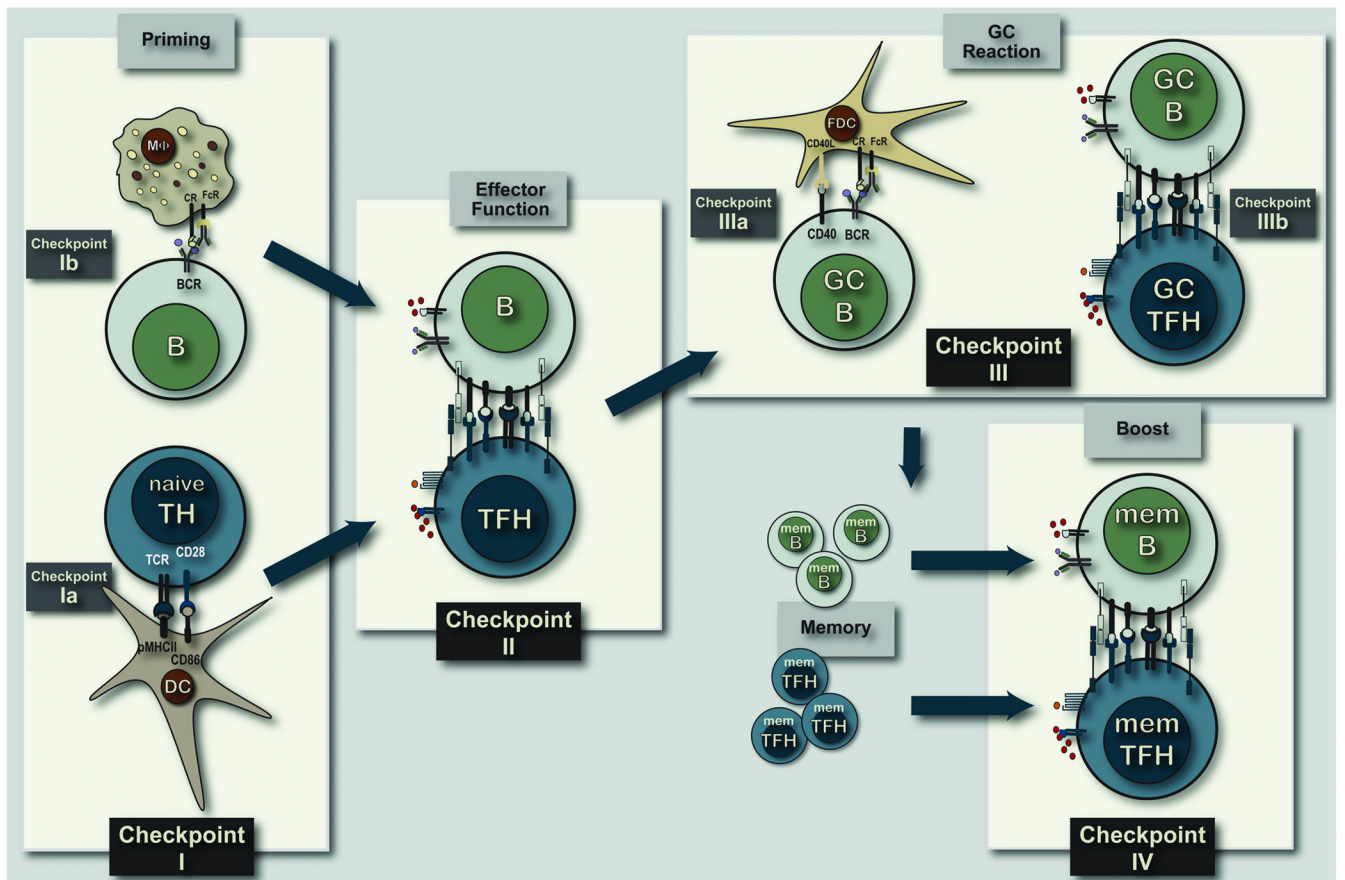 Priming
MΦ
CR FcR
Checkpoint
Ib
BCR
B
naive
TH
TCR CD28
Checkpoint
Ia
pMHCII
CD86
DC
Checkpoint
I
Effector
Function
B
TFH
Checkpoint
II
GC
Reaction
FDC
CD40L CR FcR
Checkpoint
IIIa
CD40 BCR
GC
B
GC
B
Checkpoint
IIIb
GC
TFH
Checkpoint
III
mem
B
mem
B
mem
B
Memory
mem
TFH
mem
TFH
mem
TFH
Boost
mem
B
mem
TFH
Checkpoint
IV